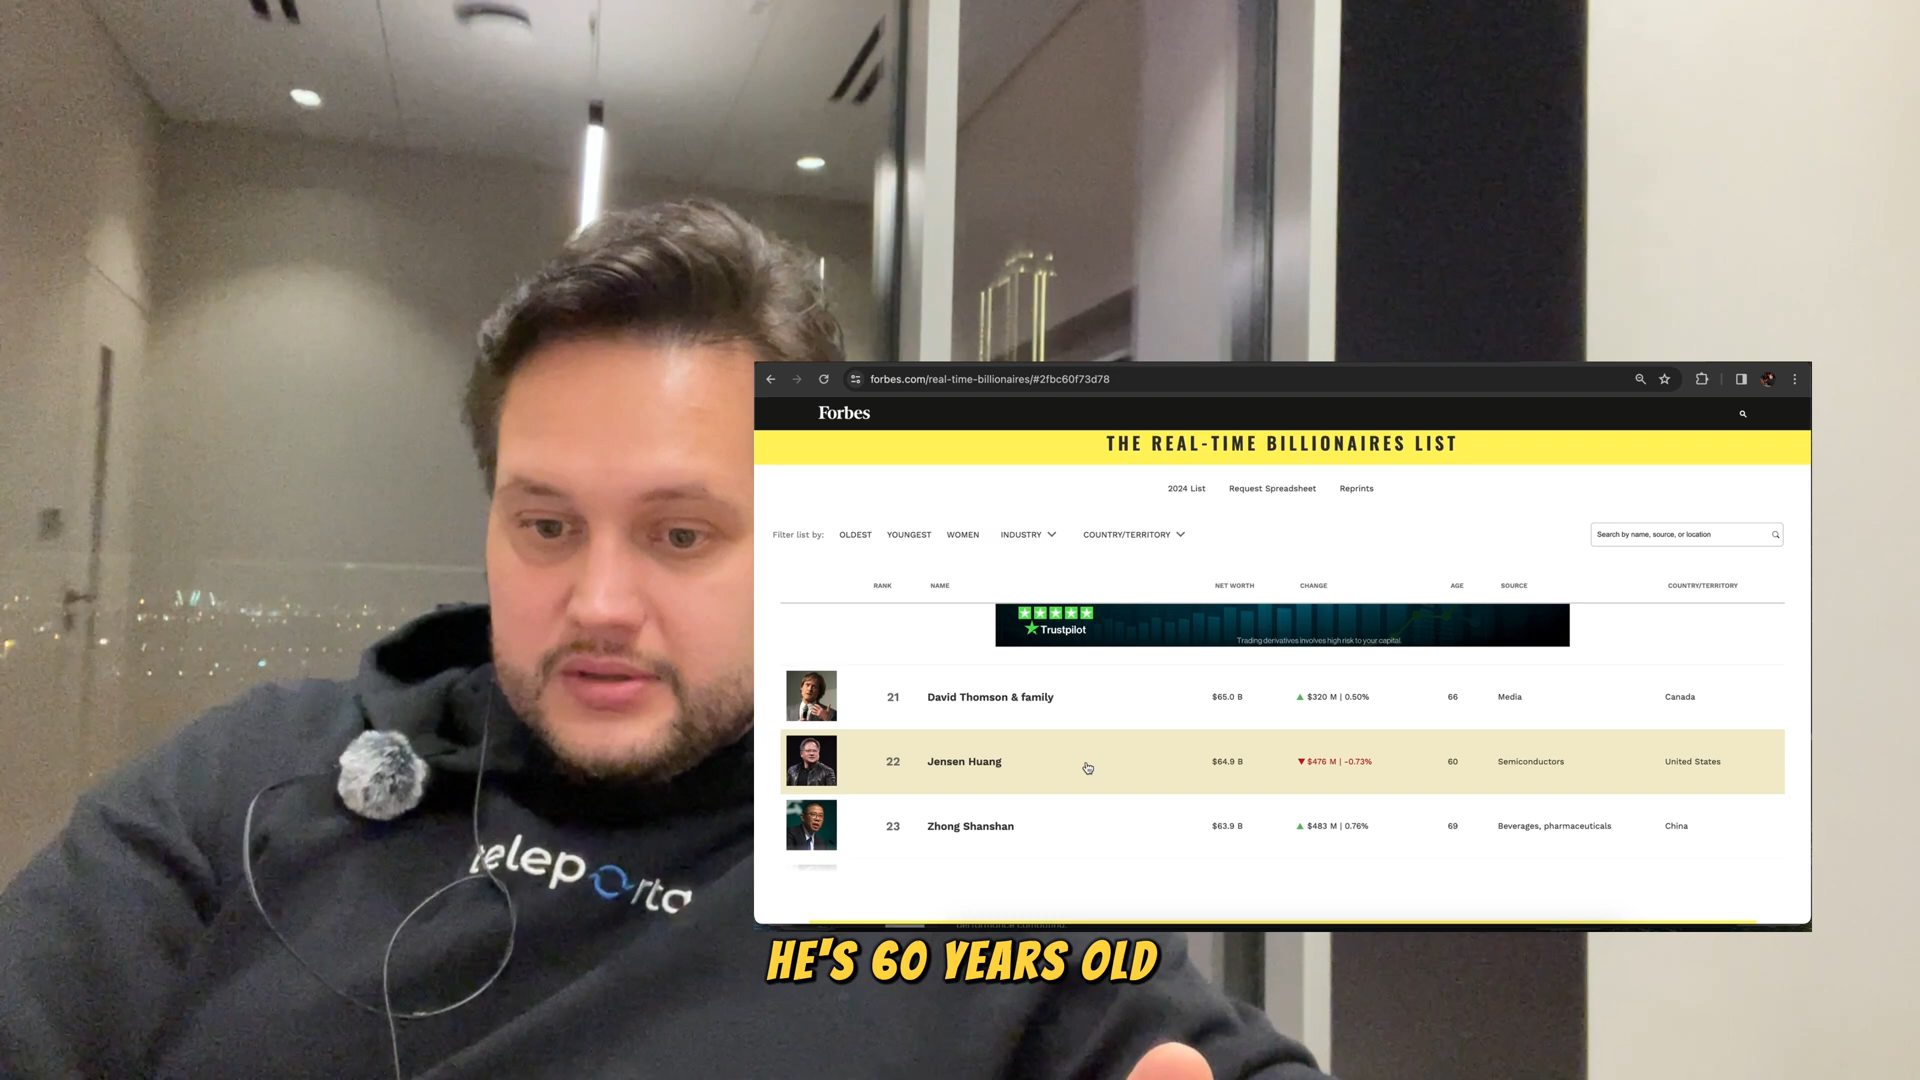 forbes.com/real-time-billionaires/#2fbc60f73d78
Forbes
THE REAL-TIME BILLIONAIRES LIST
2024 List Request Spreadsheet Reprints
Filter list by: OLDEST YOUNGEST WOMEN INDUSTRY COUNTRY/TERRITORY Search by name, source, or location
RANK NAME NET WORTH CHANGE AGE SOURCE COUNTRY/TERRITORY
Trustpilot
Trading derivatives involves high risk to your capital.
21 David Thomson & family $65.0 B ▲ $320 M | 0.50% 66 Media Canada
22 Jensen Huang $64.9 B ▼ $476 M | -0.73% 60 Semiconductors United States
23 Zhong Shanshan $63.9 B ▲ $483 M | 0.76% 69 Beverages, pharmaceuticals China
performance computing.
teleporta
HE'S 60 YEARS OLD